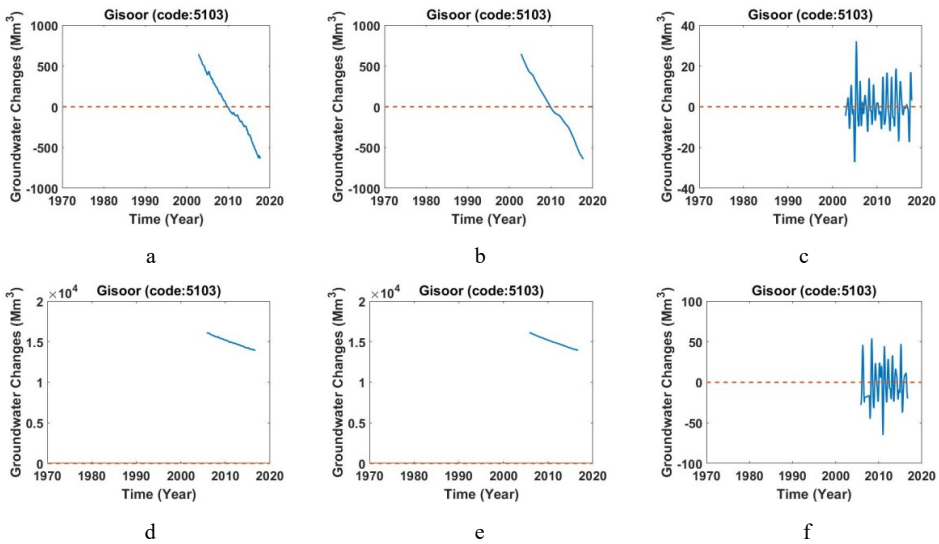 Gisoor (code:5103)
Groundwater Changes (Mm³)
1000
500
0
-500
-1000
1970 1980 1990 2000 2010 2020
Time (Year)
a
Gisoor (code:5103)
Groundwater Changes (Mm³)
1000
500
0
-500
-1000
1970 1980 1990 2000 2010 2020
Time (Year)
b
Gisoor (code:5103)
Groundwater Changes (Mm³)
40
20
0
-20
-40
1970 1980 1990 2000 2010 2020
Time (Year)
c
Gisoor (code:5103)
Groundwater Changes (Mm³)
×10⁴
2
1.5
1
0.5
0
1970 1980 1990 2000 2010 2020
Time (Year)
d
Gisoor (code:5103)
Groundwater Changes (Mm³)
×10⁴
2
1.5
1
0.5
0
1970 1980 1990 2000 2010 2020
Time (Year)
e
Gisoor (code:5103)
Groundwater Changes (Mm³)
100
50
0
-50
-100
1970 1980 1990 2000 2010 2020
Time (Year)
f